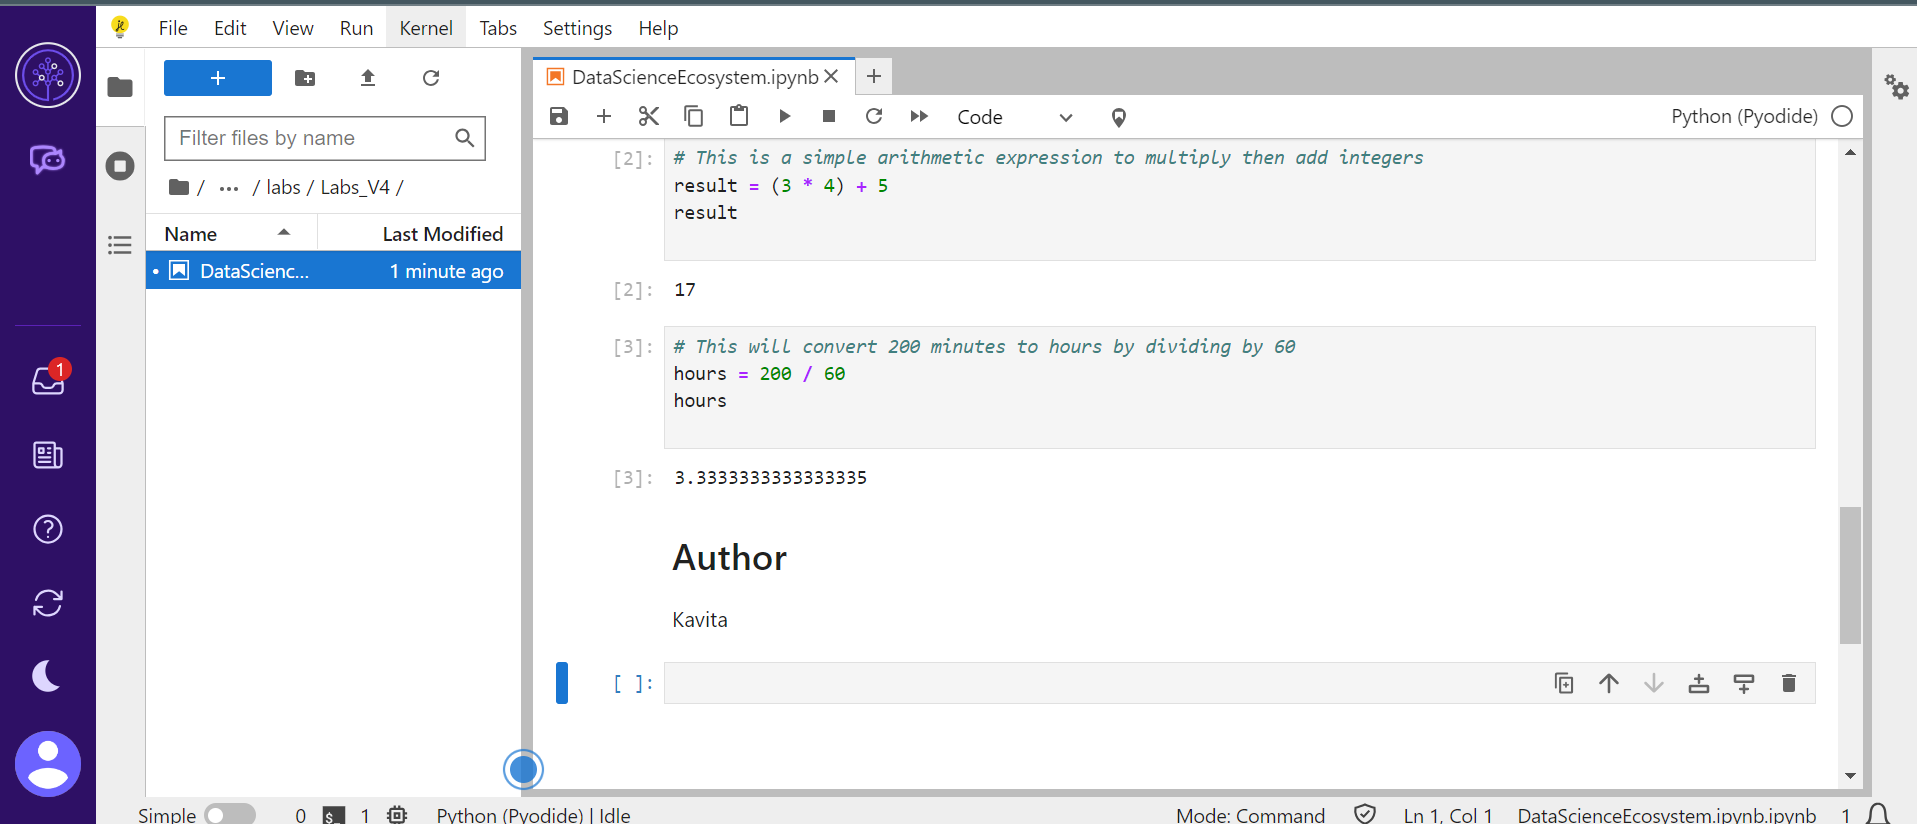 File Edit View Run Kernel Tabs Settings Help
+
Filter files by name
/ ... / labs / Labs_V4 /
Name Last Modified
DataScienc... 1 minute ago
1
DataScienceEcosystem.ipynb
Code
Python (Pyodide)
[2]: # This is a simple arithmetic expression to multiply then add integers
result = (3 * 4) + 5
result
[2]: 17
[3]: # This will convert 200 minutes to hours by dividing by 60
hours = 200 / 60
hours
[3]: 3.3333333333333335
Author
Kavita
[ ]:
Simple 0 $_ 1 Python (Pyodide) | Idle Mode: Command Ln 1, Col 1 DataScienceEcosystem.ipynb.ipynb 1